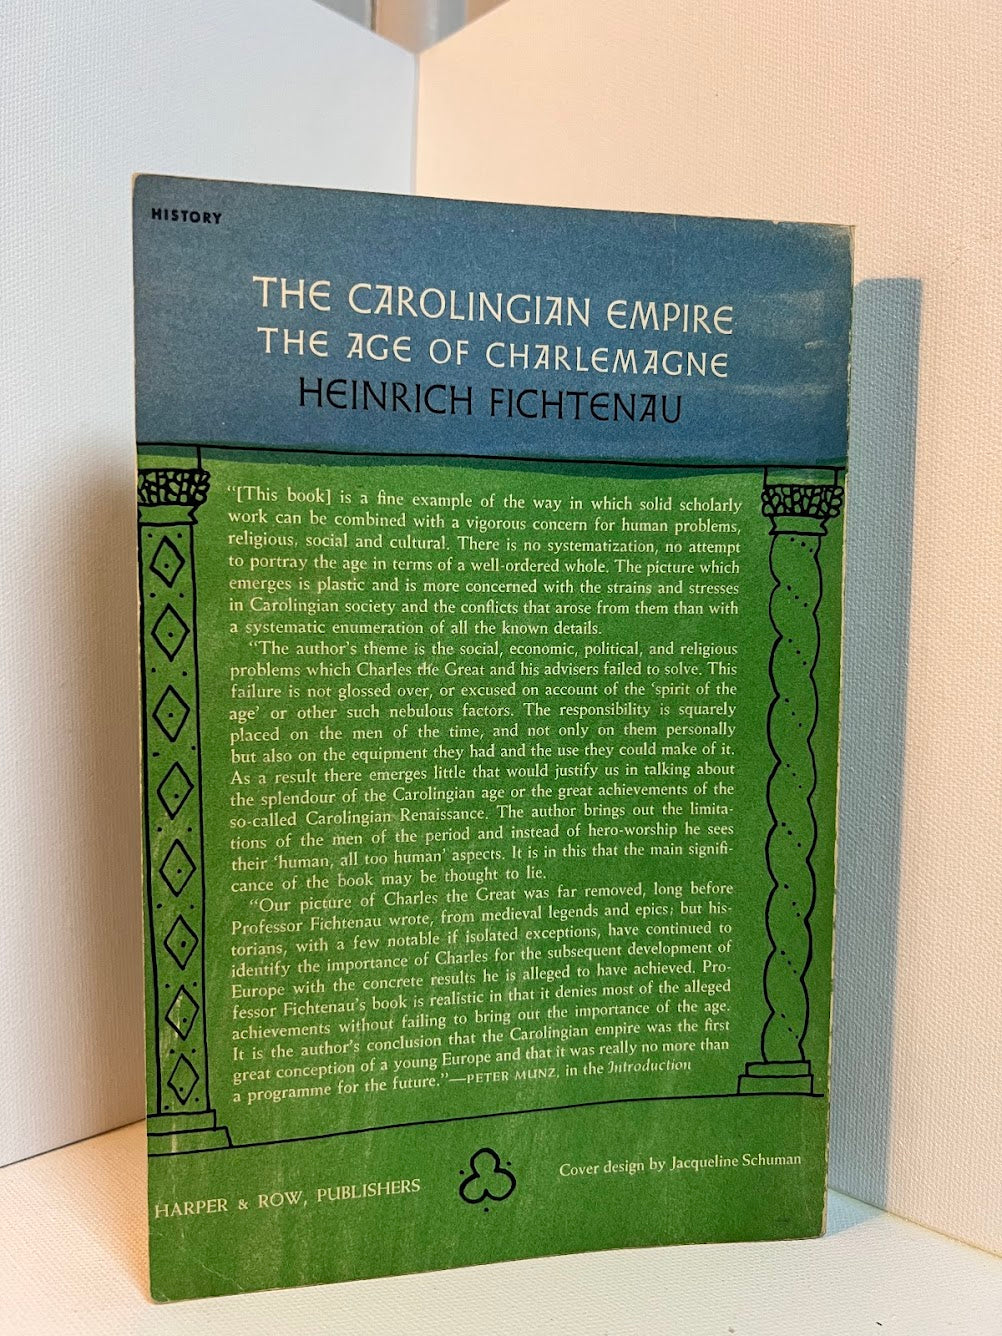 HISTORY
THE CAROLINGIAN EMPIRE
THE AGE OF CHARLEMAGNE
HEINRICH FICHTENAU
“[This book] is a fine example of the way in which solid scholarly
work can be combined with a vigorous concern for human problems,
religious, social and cultural. There is no systematization, no attempt
to portray the age in terms of a well-ordered whole. The picture which
emerges is plastic and is more concerned with the strains and stresses
in Carolingian society and the conflicts that arose from them than with
a systematic enumeration of all the known details.
“The author's theme is the social, economic, political, and religious
problems which Charles the Great and his advisers failed to solve. This
failure is not glossed over, or excused on account of the ‘spirit of the
age’ or other such nebulous factors. The responsibility is squarely
placed on the men of the time, and not only on them personally
but also on the equipment they had and the use they could make of it.
As a result there emerges little that would justify us in talking about
the splendour of the Carolingian age or the great achievements of the
so-called Carolingian Renaissance. The author brings out the limita-
tions of the men of the period and instead of hero-worship he sees
their ‘human, all too human’ aspects. It is in this that the main signifi-
cance of the book may be thought to lie.
“Our picture of Charles the Great was far removed, long before
Professor Fichtenau wrote, from medieval legends and epics; but his-
torians, with a few notable if isolated exceptions, have continued to
identify the importance of Charles for the subsequent development of
Europe with the concrete results he is alleged to have achieved. Pro-
fessor Fichtenau's book is realistic in that it denies most of the alleged
achievements without failing to bring out the importance of the age.
It is the author's conclusion that the Carolingian empire was the first
great conception of a young Europe and that it was really no more than
a programme for the future.”—PETER MUNZ, in the Introduction
HARPER & ROW, PUBLISHERS
Cover design by Jacqueline Schuman